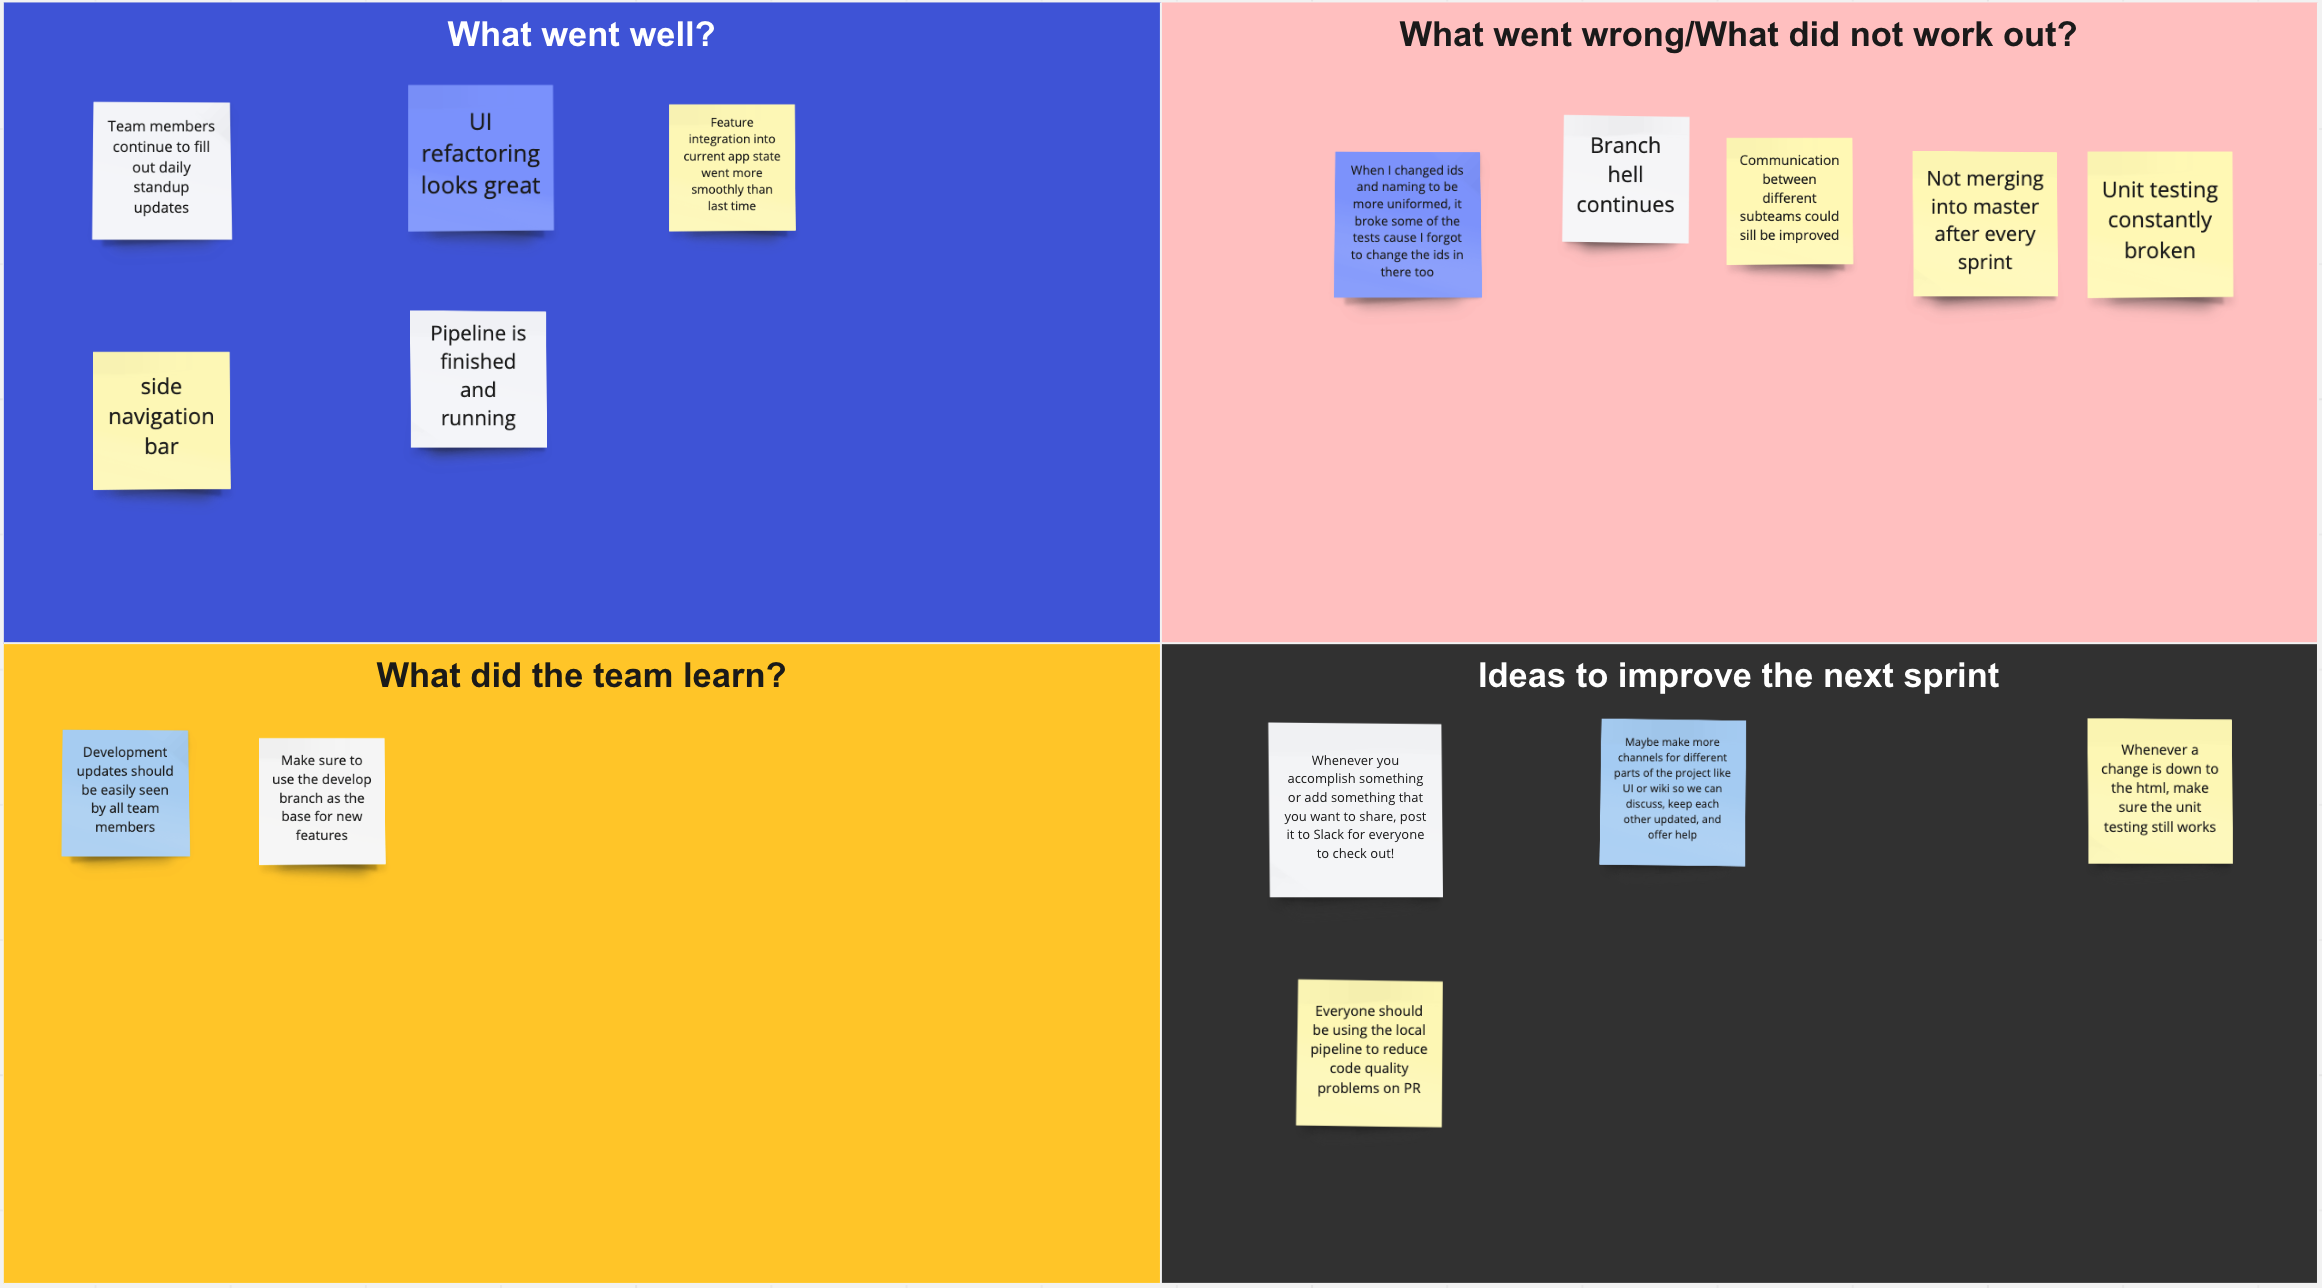 What went well?
Team members
continue to fill
out daily
standup
updates
UI
refactoring
looks great
Feature
integration into
current app state
went more
smoothly than
last time
side
navigation
bar
Pipeline is
finished
and
running
What went wrong/What did not work out?
When I changed ids
and naming to be
more uniformed, it
broke some of the
tests cause I forgot
to change the ids in
there too
Branch
hell
continues
Communication
between
different
subteams could
sill be improved
Not merging
into master
after every
sprint
Unit testing
constantly
broken
What did the team learn?
Development
updates should
be easily seen
by all team
members
Make sure to
use the develop
branch as the
base for new
features
Ideas to improve the next sprint
Whenever you
accomplish something
or add something that
you want to share, post
it to Slack for everyone
to check out!
Maybe make more
channels for different
parts of the project like
UI or wiki so we can
discuss, keep each
other updated, and
offer help
Whenever a
change is down to
the html, make
sure the unit
testing still works
Everyone should
be using the local
pipeline to reduce
code quality
problems on PR